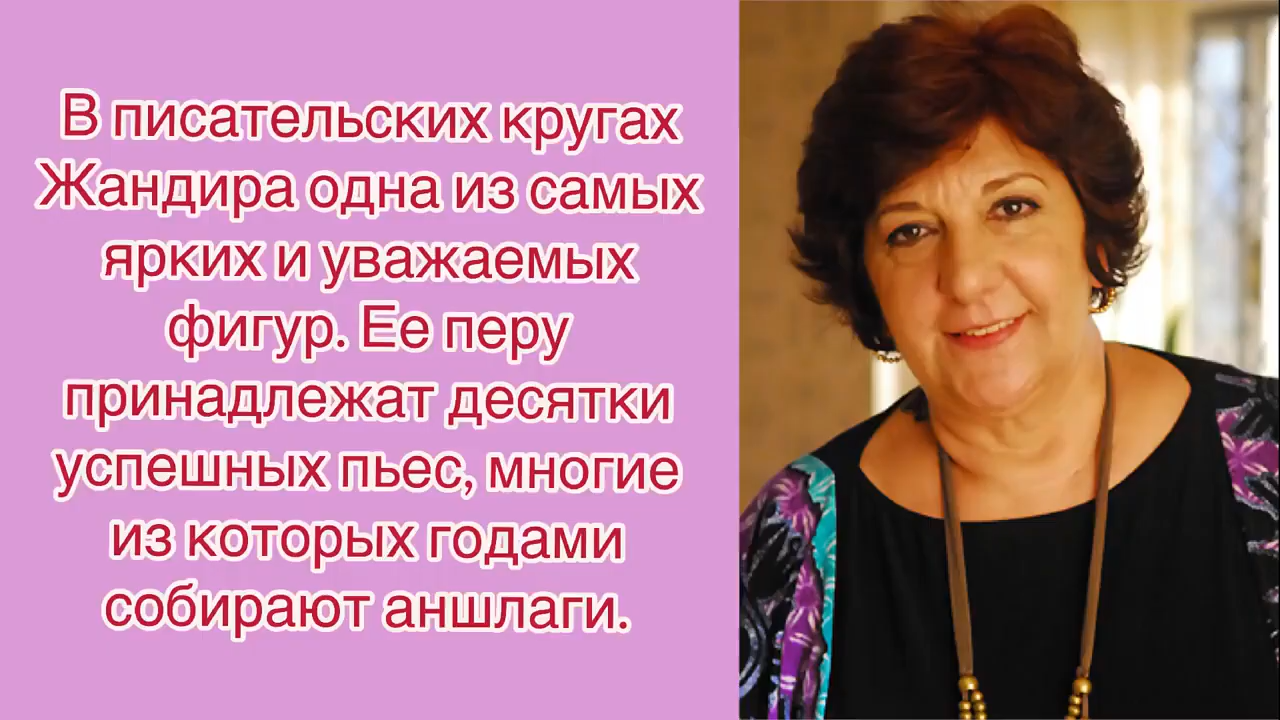 В писательских кругах
Жандира одна из самых
ярких и уважаемых
фигур. Ее перу
принадлежат десятки
успешных пьес, многие
из которых годами
собирают аншлаги.